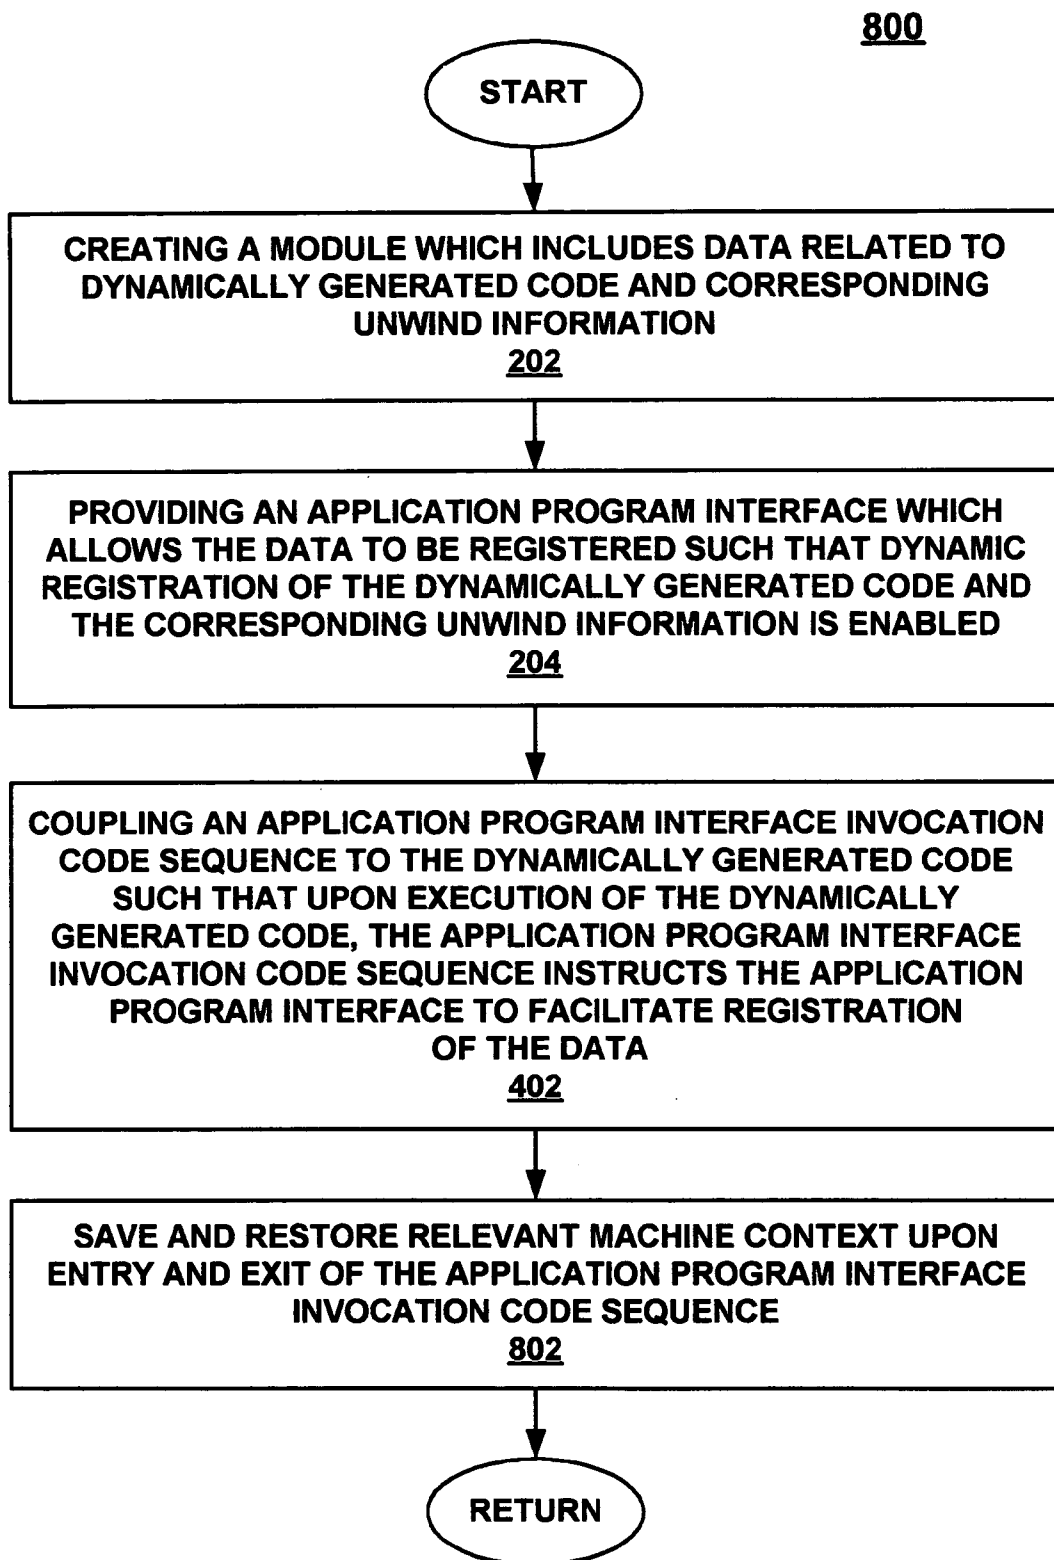 800
START
CREATING A MODULE WHICH INCLUDES DATA RELATED TO
DYNAMICALLY GENERATED CODE AND CORRESPONDING
UNWIND INFORMATION
202
PROVIDING AN APPLICATION PROGRAM INTERFACE WHICH
ALLOWS THE DATA TO BE REGISTERED SUCH THAT DYNAMIC
REGISTRATION OF THE DYNAMICALLY GENERATED CODE AND
THE CORRESPONDING UNWIND INFORMATION IS ENABLED
204
COUPLING AN APPLICATION PROGRAM INTERFACE INVOCATION
CODE SEQUENCE TO THE DYNAMICALLY GENERATED CODE
SUCH THAT UPON EXECUTION OF THE DYNAMICALLY
GENERATED CODE, THE APPLICATION PROGRAM INTERFACE
INVOCATION CODE SEQUENCE INSTRUCTS THE APPLICATION
PROGRAM INTERFACE TO FACILITATE REGISTRATION
OF THE DATA
402
SAVE AND RESTORE RELEVANT MACHINE CONTEXT UPON
ENTRY AND EXIT OF THE APPLICATION PROGRAM INTERFACE
INVOCATION CODE SEQUENCE
802
RETURN